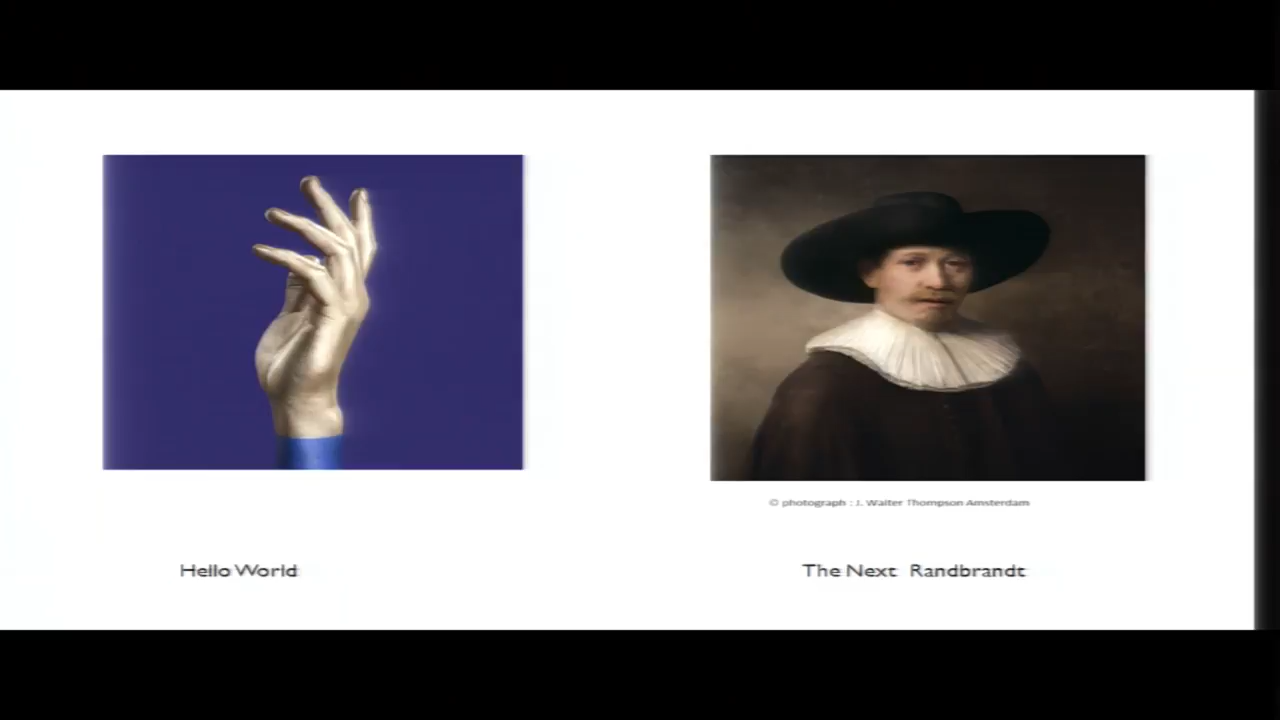 © photograph : J. Walter Thompson Amsterdam
Hello World
The Next Randbrandt